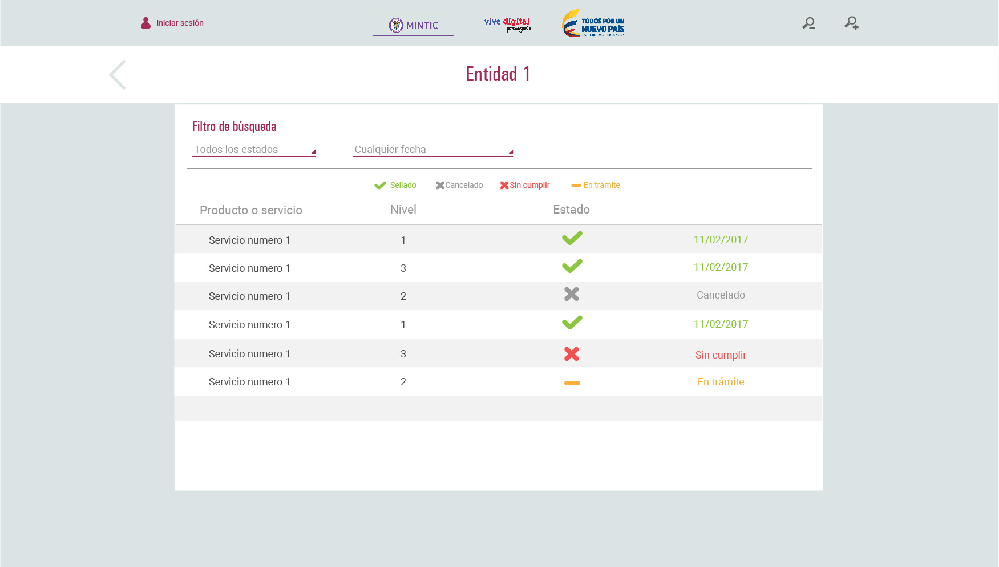 Iniciar sesión
MINTIC
vive digital
para la gente
TODOS POR UN
NUEVO PAÍS
PAZ EQUIDAD EDUCACIÓN
Entidad 1
Filtro de búsqueda
Todos los estados Cualquier fecha
Sellado Cancelado Sin cumplir En trámite
Producto o servicio Nivel Estado
Servicio numero 1 1 11/02/2017
Servicio numero 1 3 11/02/2017
Servicio numero 1 2 Cancelado
Servicio numero 1 1 11/02/2017
Servicio numero 1 3 Sin cumplir
Servicio numero 1 2 En trámite